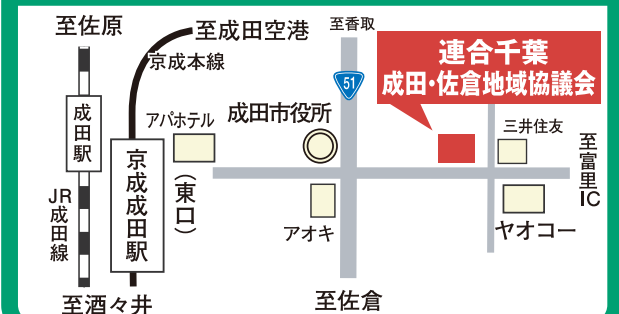 至佐原
至成田空港
至香取
京成本線
51
連合千葉
成田・佐倉地域協議会
成田駅
アパホテル
成田市役所
三井住友
至富里IC
京成成田駅
（東口）
JR成田線
アオキ
ヤオコー
至酒々井
至佐倉